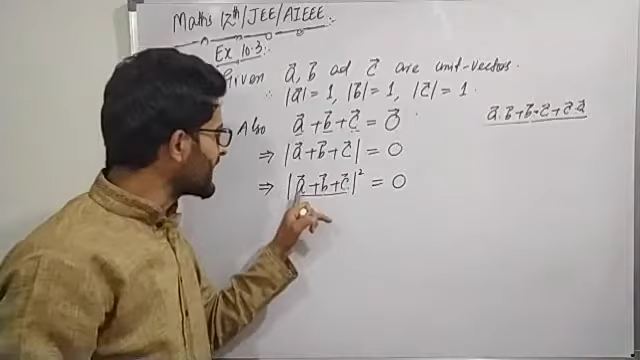 Maths 12th/JEE/AIEEE
Ex 10.3:
Given a⃗, b⃗ ad c⃗ are unit-vectors.
∴ |a⃗| = 1, |b⃗| = 1, |c⃗| = 1.
a⃗.b⃗ + b⃗.c⃗ + c⃗.a⃗
Also a⃗ + b⃗ + c⃗ = 0⃗
⇒ |a⃗ + b⃗ + c⃗| = 0
⇒ |a⃗ + b⃗ + c⃗|² = 0